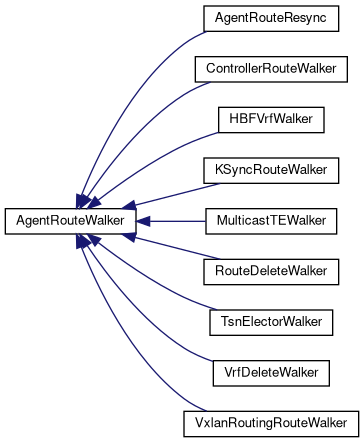 AgentRouteResync
ControllerRouteWalker
HBFVrfWalker
KSyncRouteWalker
AgentRouteWalker
MulticastTEWalker
RouteDeleteWalker
TsnElectorWalker
VrfDeleteWalker
VxlanRoutingRouteWalker